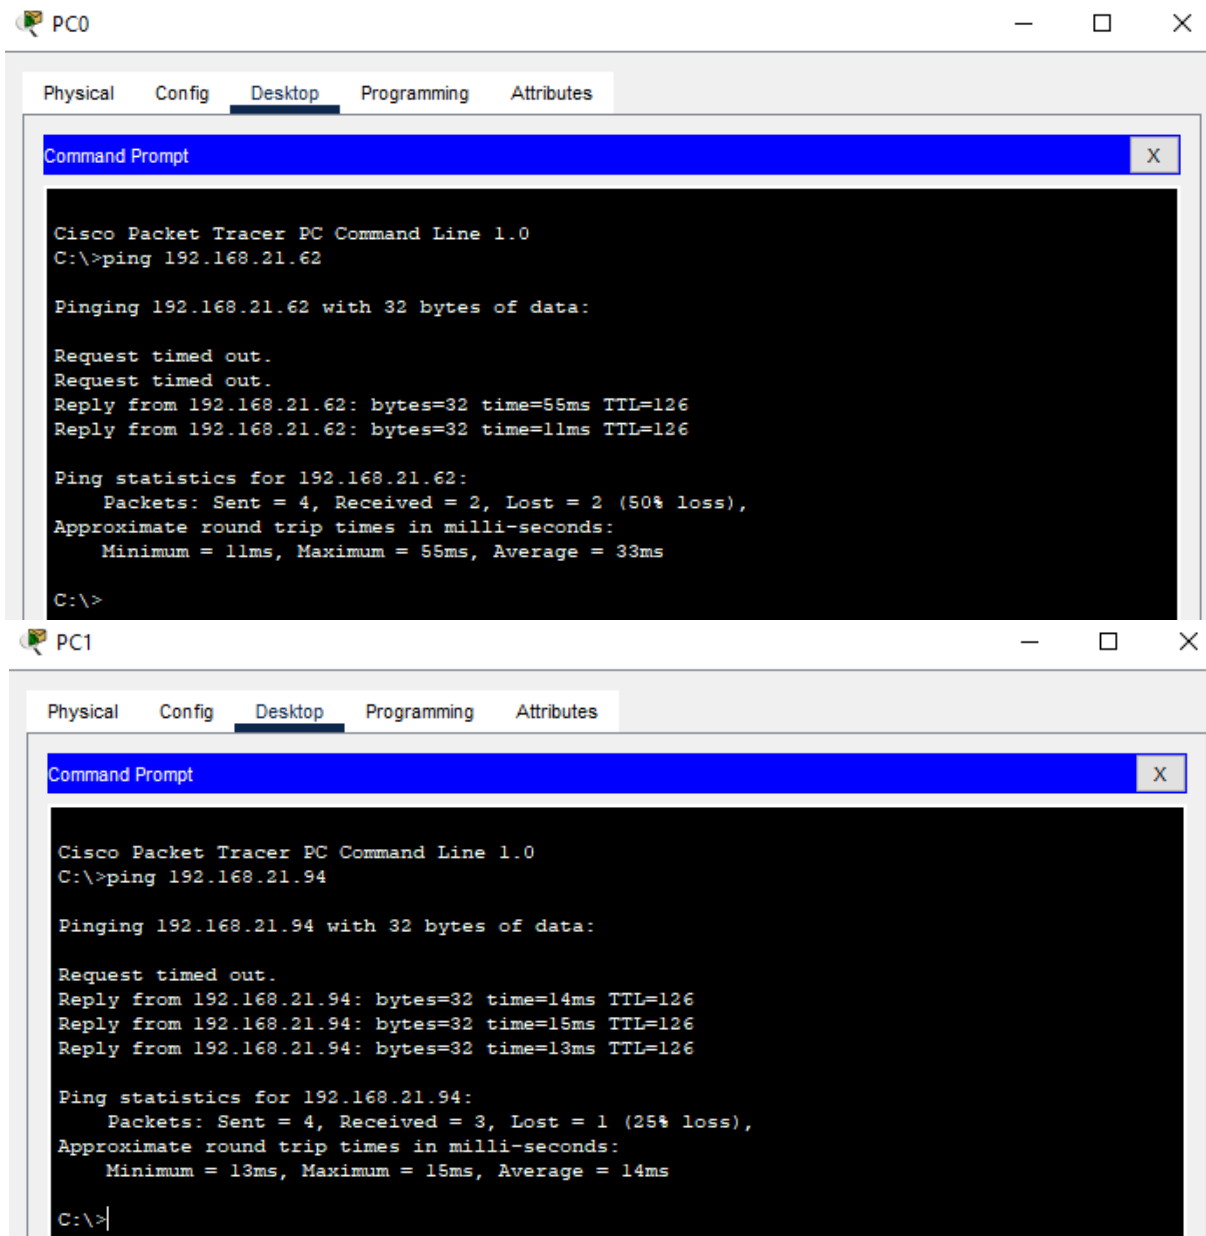 PC0
Physical Config Desktop Programming Attributes
Command Prompt X
Cisco Packet Tracer PC Command Line 1.0
C:\>ping 192.168.21.62
Pinging 192.168.21.62 with 32 bytes of data:
Request timed out.
Request timed out.
Reply from 192.168.21.62: bytes=32 time=55ms TTL=126
Reply from 192.168.21.62: bytes=32 time=11ms TTL=126
Ping statistics for 192.168.21.62:
Packets: Sent = 4, Received = 2, Lost = 2 (50% loss),
Approximate round trip times in milli-seconds:
Minimum = 11ms, Maximum = 55ms, Average = 33ms
C:\>
PC1
Physical Config Desktop Programming Attributes
Command Prompt X
Cisco Packet Tracer PC Command Line 1.0
C:\>ping 192.168.21.94
Pinging 192.168.21.94 with 32 bytes of data:
Request timed out.
Reply from 192.168.21.94: bytes=32 time=14ms TTL=126
Reply from 192.168.21.94: bytes=32 time=15ms TTL=126
Reply from 192.168.21.94: bytes=32 time=13ms TTL=126
Ping statistics for 192.168.21.94:
Packets: Sent = 4, Received = 3, Lost = 1 (25% loss),
Approximate round trip times in milli-seconds:
Minimum = 13ms, Maximum = 15ms, Average = 14ms
C:\>